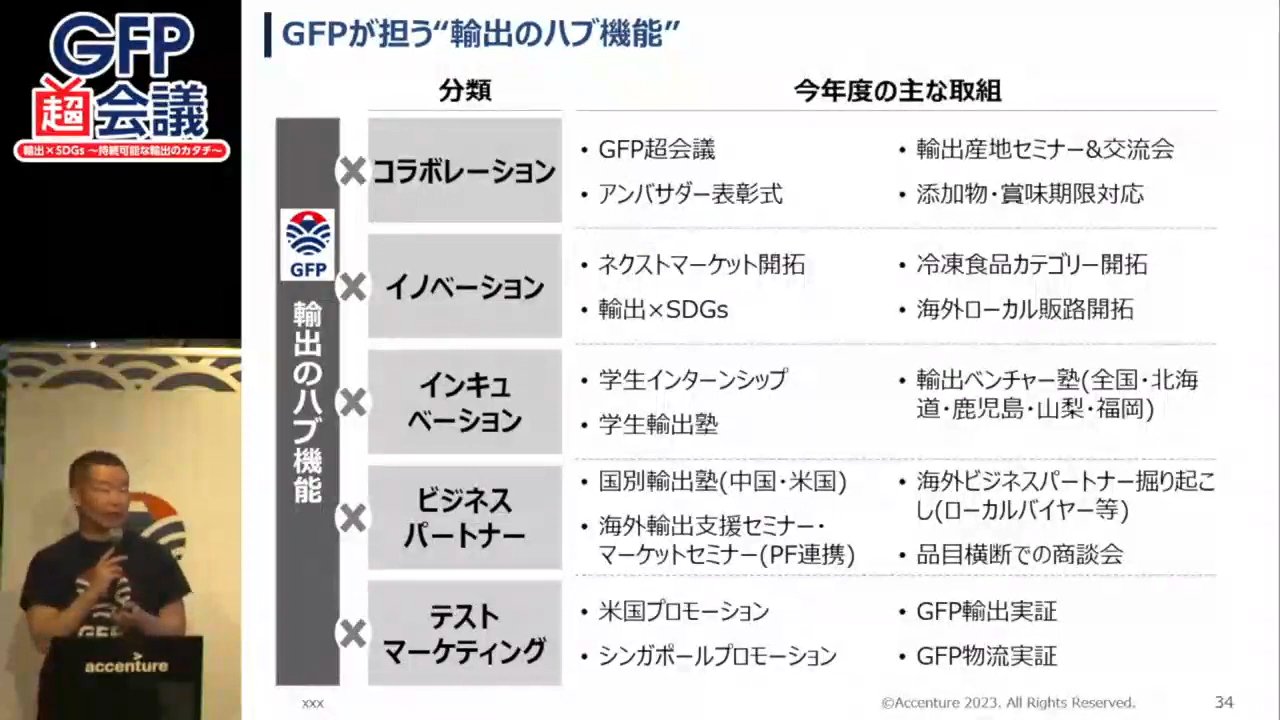 GFP
超会議
輸出×SDGs ～持続可能な輸出のカタチ～
GFPが担う“輸出のハブ機能”
分類
今年度の主な取組
GFP
輸出のハブ機能
× コラボレーション
• GFP超会議
• アンバサダー表彰式
• 輸出産地セミナー&交流会
• 添加物・賞味期限対応
× イノベーション
• ネクストマーケット開拓
• 輸出×SDGs
• 冷凍食品カテゴリー開拓
• 海外ローカル販路開拓
× インキュ
ベーション
• 学生インターンシップ
• 学生輸出塾
• 輸出ベンチャー塾(全国・北海
道・鹿児島・山梨・福岡)
× ビジネス
パートナー
• 国別輸出塾(中国・米国)
• 海外輸出支援セミナー・
マーケットセミナー(PF連携)
• 海外ビジネスパートナー掘り起こ
し(ローカルバイヤー等)
• 品目横断での商談会
× テスト
マーケティング
• 米国プロモーション
• シンガポールプロモーション
• GFP輸出実証
• GFP物流実証
xxx
©Accenture 2023. All Rights Reserved.
34
GFP
accenture